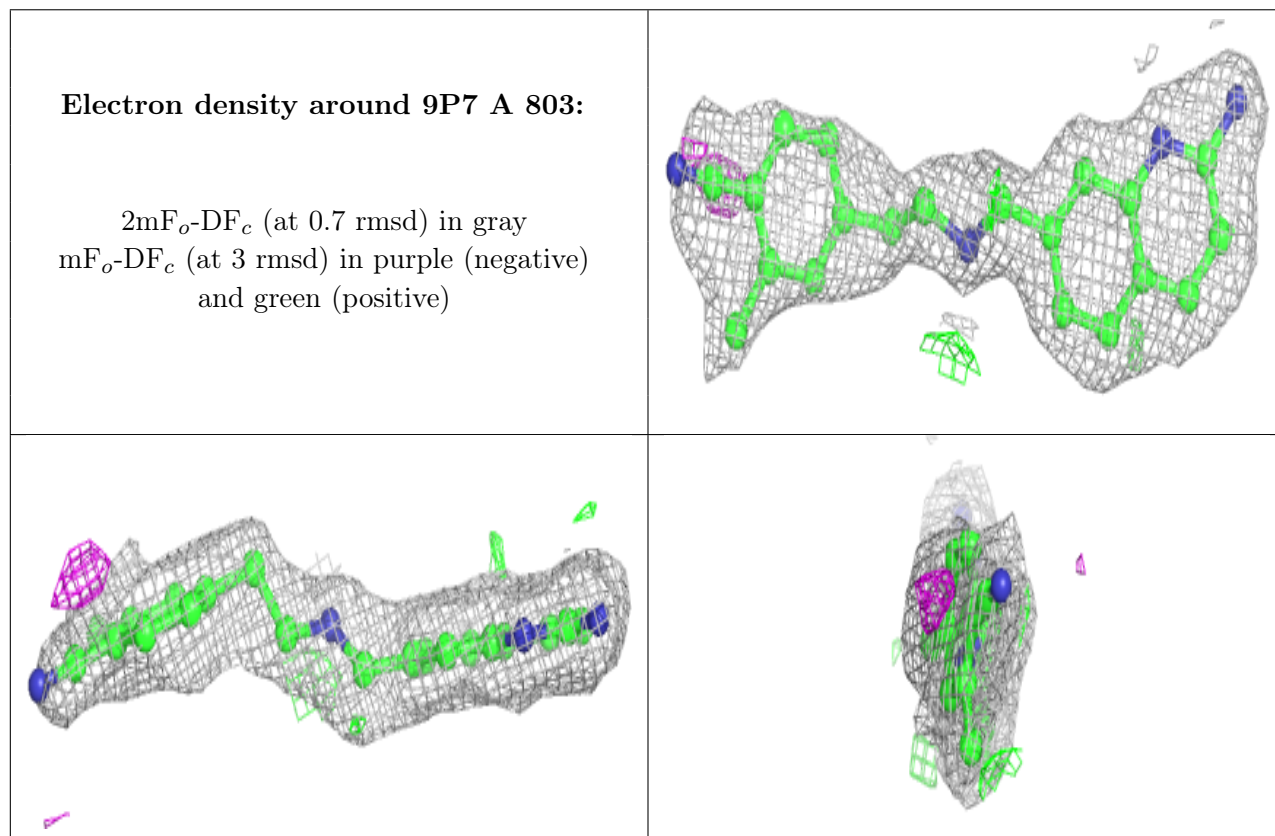 Electron density around 9P7 A 803:
2mFo-DFc (at 0.7 rmsd) in gray
mFo-DFc (at 3 rmsd) in purple (negative)
and green (positive)